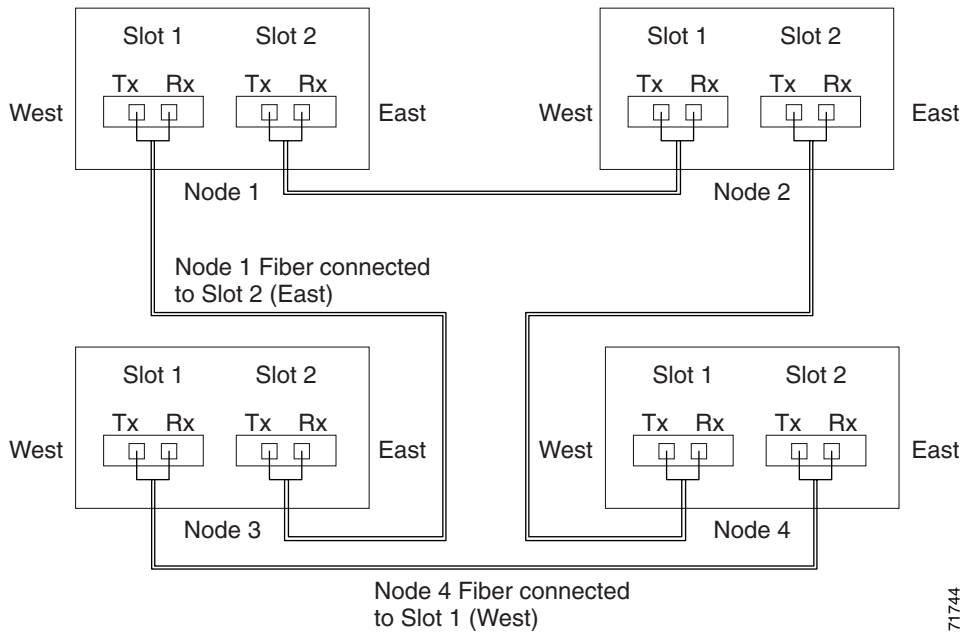 Slot 1 Slot 2 Slot 1 Slot 2
Tx Rx Tx Rx Tx Rx Tx Rx
West East West East
Node 1 Node 2
Node 1 Fiber connected
to Slot 2 (East)
Slot 1 Slot 2 Slot 1 Slot 2
Tx Rx Tx Rx Tx Rx Tx Rx
West East West East
Node 3 Node 4
Node 4 Fiber connected
to Slot 1 (West)
71744